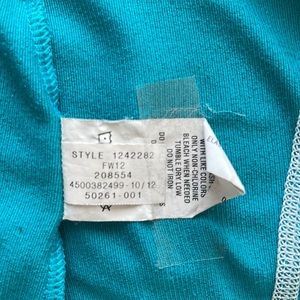 STYLE 1242282
FW12
208554
4500382499-10/12
50261-001
WITH LIKE COLORS
ONLY NON-CHLORINE
BLEACH WHEN NEEDED
TUMBLE DRY LOW
DO NOT IRON